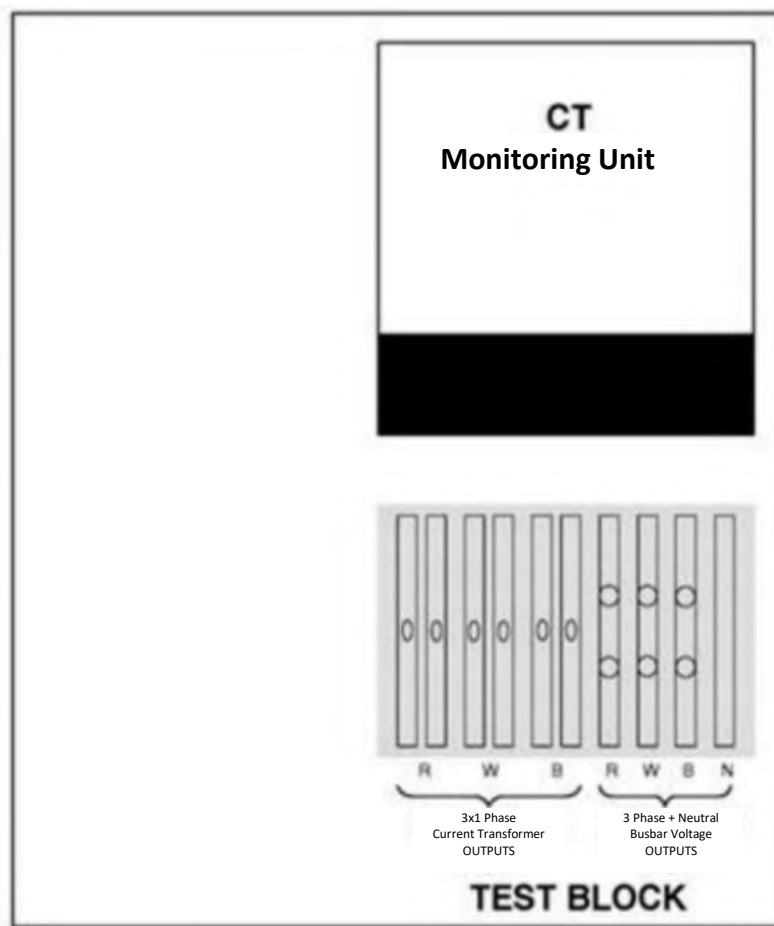 CT
Monitoring Unit
R W B R W B N
3x1 Phase
Current Transformer
OUTPUTS
3 Phase + Neutral
Busbar Voltage
OUTPUTS
TEST BLOCK